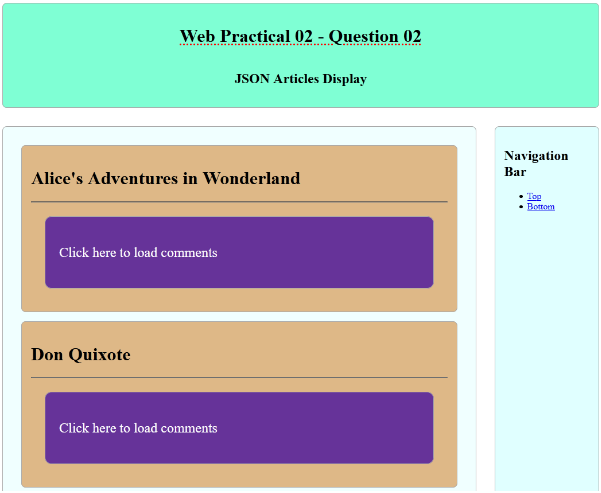 Web Practical 02 - Question 02
JSON Articles Display
Alice's Adventures in Wonderland
Click here to load comments
Don Quixote
Click here to load comments
Navigation
Bar
Top
Bottom